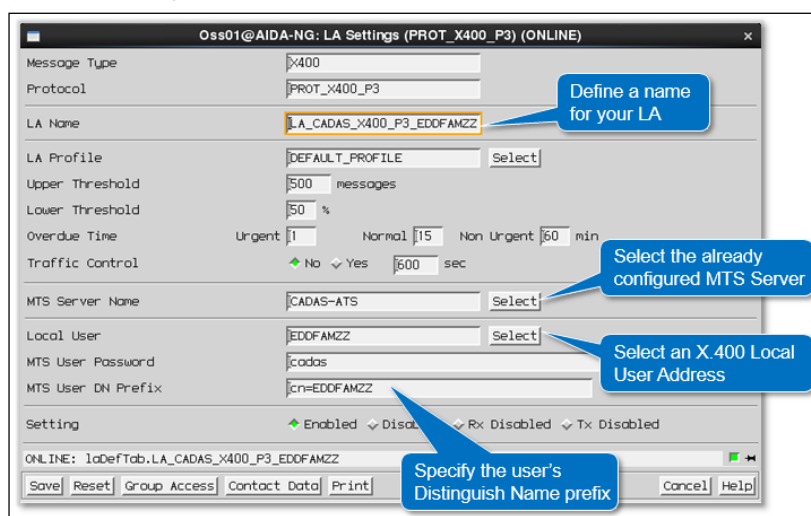 Oss01@AIDA-NG: LA Settings (PROT_X400_P3) (ONLINE)
Message Type X400
Protocol PROT_X400_P3
Define a name
for your LA
LA Name LA_CADAS_X400_P3_EDDFAMZZ
LA Profile DEFAULT_PROFILE Select
Upper Threshold 500 messages
Lower Threshold 50 %
Overdue Time Urgent 1 Normal 15 Non Urgent 60 min
Traffic Control No Yes 600 sec
Select the already
configured MTS Server
MTS Server Name CADAS-ATS Select
Local User EDDFAMZZ Select
Select an X.400 Local
User Address
MTS User Password cadas
MTS User DN Prefix cn=EDDFAMZZ
Setting Enabled Rx Disabled Tx Disabled
ONLINE: laDefTab.LA_CADAS_X400_P3_EDDFAMZZ
Specify the user's
Distinguish Name prefix
Save Reset Group Access Contact Data Print Cancel Help